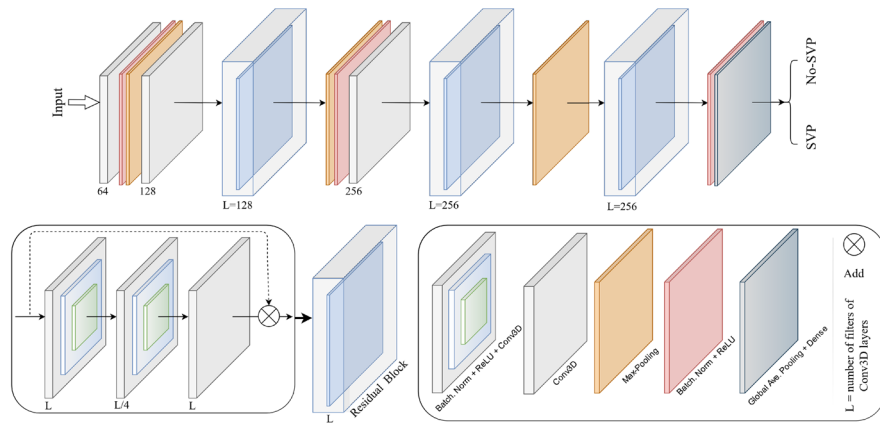 Input
64
128
L=128
256
L=256
L=256
No-SVP
SVP
L
L/4
L
L
Residual Block
Batch. Norm + ReLU + Conv3D
Conv3D
Max-Pooling
Batch. Norm + ReLU
Global Ave. Pooling + Dense
Add
L = number of filters of
Conv3D layers